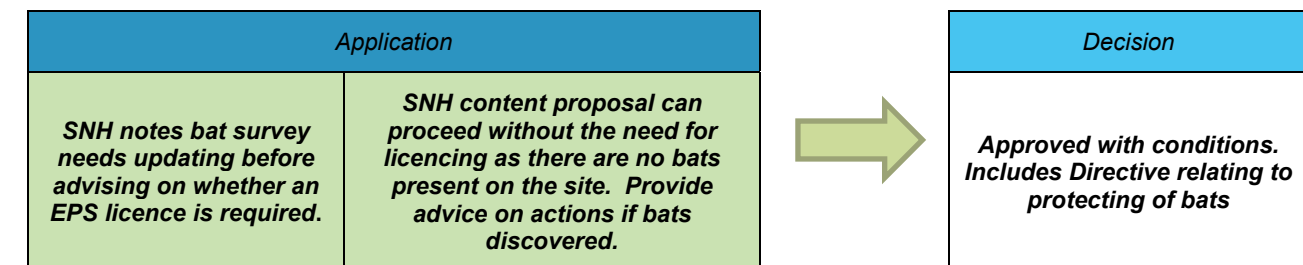 Application
SNH notes bat survey
needs updating before
advising on whether an
EPS licence is required.
SNH content proposal can
proceed without the need for
licencing as there are no bats
present on the site.  Provide
advice on actions if bats
discovered.
Decision
Approved with conditions.
Includes Directive relating to
protecting of bats